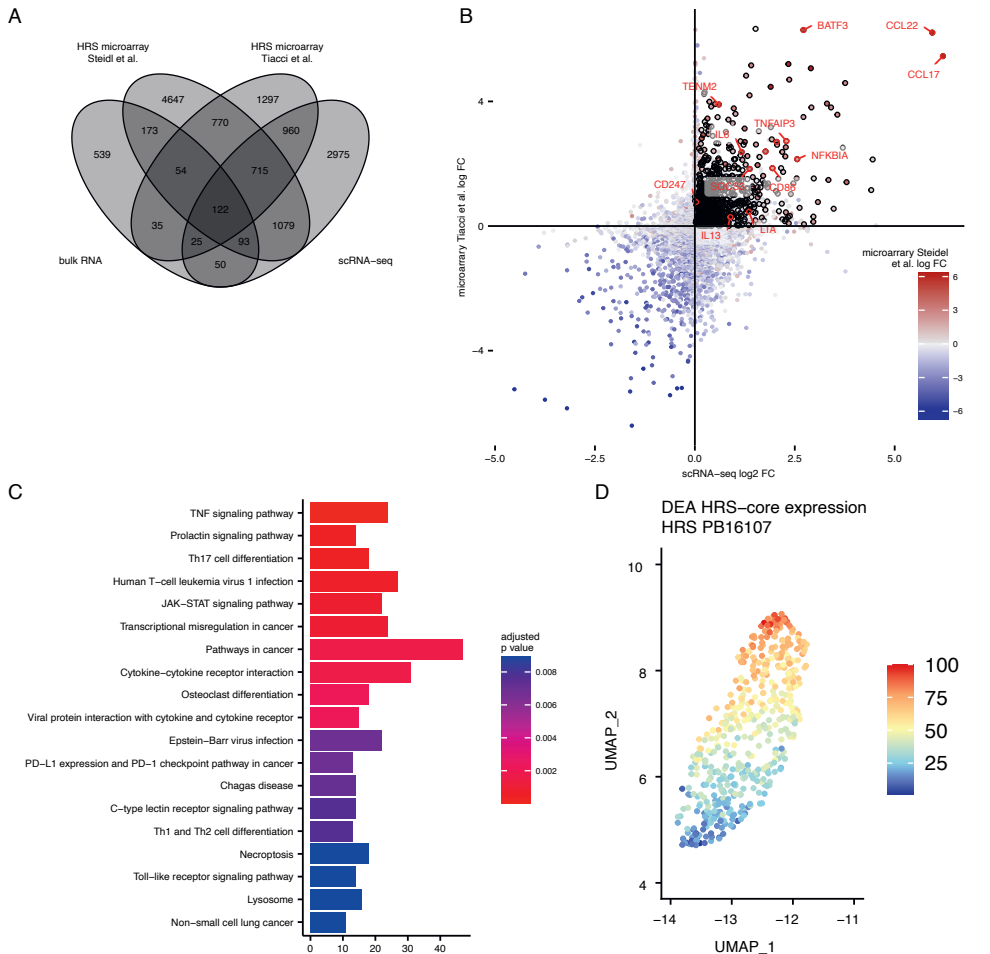 A
HRS microarray
Steidl et al.
HRS microarray
Tiacci et al.
4647
1297
173
770
960
539
2975
54
715
122
35
1079
25
93
50
bulk RNA
scRNA−seq
B
BATF3
CCL22
CCL17
TENM2
TNFAIP3
IL6
NFKBIA
CD247
CD86
IL13
LTA
4
0
−4
microarray Tiacci et al. log FC
−5.0
−2.5
0.0
2.5
5.0
scRNA−seq log2 FC
microarrary Steidel
et al. log FC
6
3
0
−3
−6
C
TNF signaling pathway
Prolactin signaling pathway
Th17 cell differentiation
Human T−cell leukemia virus 1 infection
JAK−STAT signaling pathway
Transcriptional misregulation in cancer
Pathways in cancer
Cytokine−cytokine receptor interaction
Osteoclast differentiation
Viral protein interaction with cytokine and cytokine receptor
Epstein−Barr virus infection
PD−L1 expression and PD−1 checkpoint pathway in cancer
Chagas disease
C−type lectin receptor signaling pathway
Th1 and Th2 cell differentiation
Necroptosis
Toll−like receptor signaling pathway
Lysosome
Non−small cell lung cancer
0
10
20
30
40
adjusted
p value
0.008
0.006
0.004
0.002
D
DEA HRS−core expression
HRS PB16107
10
8
6
4
UMAP_2
−14
−13
−12
−11
UMAP_1
100
75
50
25